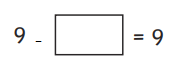 9 - = 9